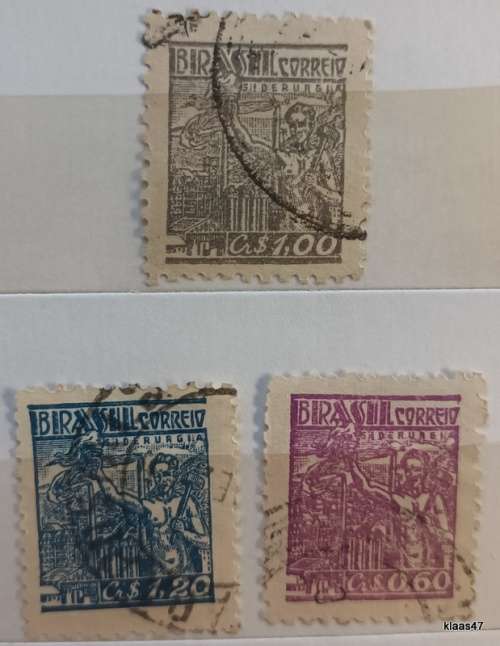 BRASIL CORREIO
SIDERURGIA
Cr$ 1,00
BRASIL CORREIO
SIDERURGIA
Cr$ 1,20
BRASIL CORREIO
SIDERURGIA
Cr$ 0,60
klaas47